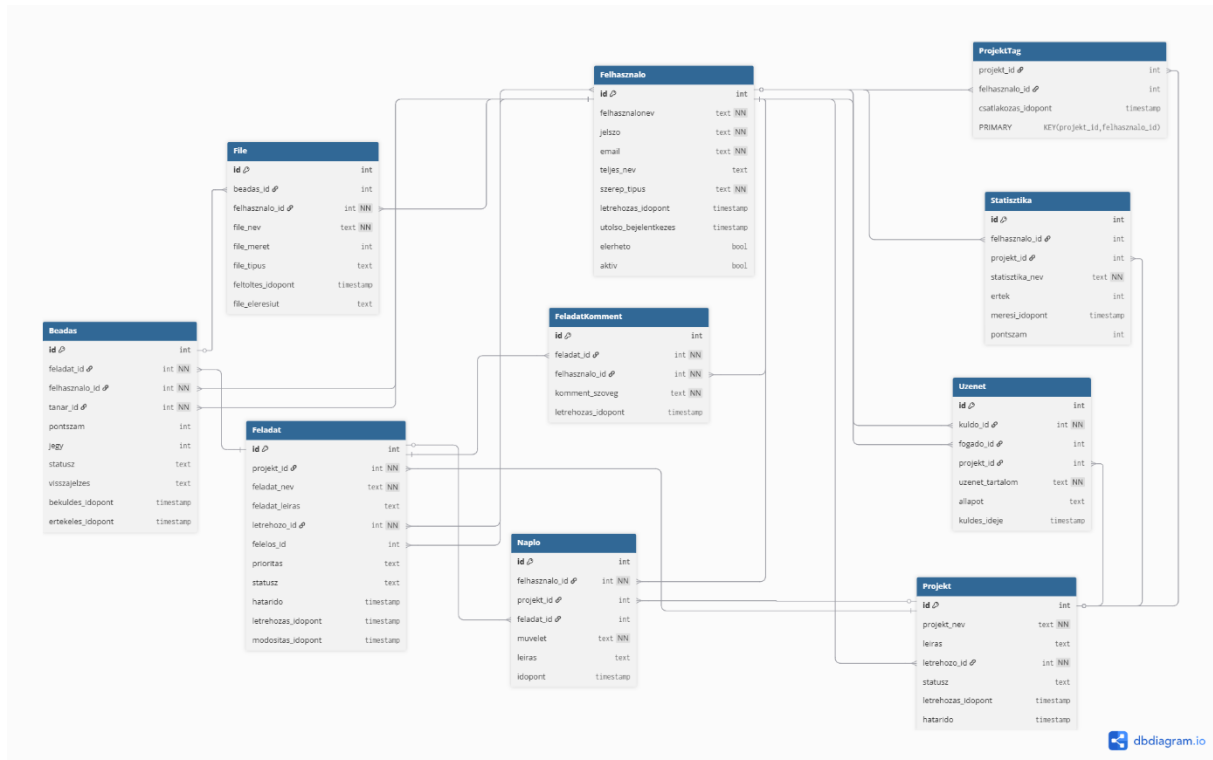 ProjektTag
projekt_id int
felhasznalo_id int
csatlakozas_idopont timestamp
PRIMARY KEY(projekt_id,felhasznalo_id)
Felhasznalo
id int
felhasznalonev text NN
jelszo text NN
email text NN
teljes_nev text
szerep_tipus text NN
letrehozas_idopont timestamp
utolso_bejelentkezes timestamp
elerheto bool
aktiv bool
File
id int
beadas_id int
felhasznalo_id int NN
file_nev text NN
file_meret int
file_tipus text
feltoltes_idopont timestamp
file_eleresiut text
Statisztika
id int
felhasznalo_id int
projekt_id int
statisztika_nev text NN
ertek int
meresi_idopont timestamp
pontszam int
FeladatKomment
id int
feladat_id int NN
felhasznalo_id int NN
komment_szoveg text NN
letrehozas_idopont timestamp
Beadas
id int
feladat_id int NN
felhasznalo_id int NN
tanar_id int NN
pontszam int
jegy int
statusz text
visszajelzes text
bekuldes_idopont timestamp
ertekeles_idopont timestamp
Uzenet
id int
kuldo_id int NN
fogado_id int
projekt_id int
uzenet_tartalom text NN
allapot text
kuldes_ideje timestamp
Feladat
id int
projekt_id int NN
feladat_nev text NN
feladat_leiras text
letrehozo_id int NN
felelos_id int
prioritas text
statusz text
hatarido timestamp
letrehozas_idopont timestamp
modositas_idopont timestamp
Naplo
id int
felhasznalo_id int NN
projekt_id int
feladat_id int
muvelet text NN
leiras text
idopont timestamp
Projekt
id int
projekt_nev text NN
leiras text
letrehozo_id int NN
statusz text
letrehozas_idopont timestamp
hatarido timestamp
dbdiagram.io